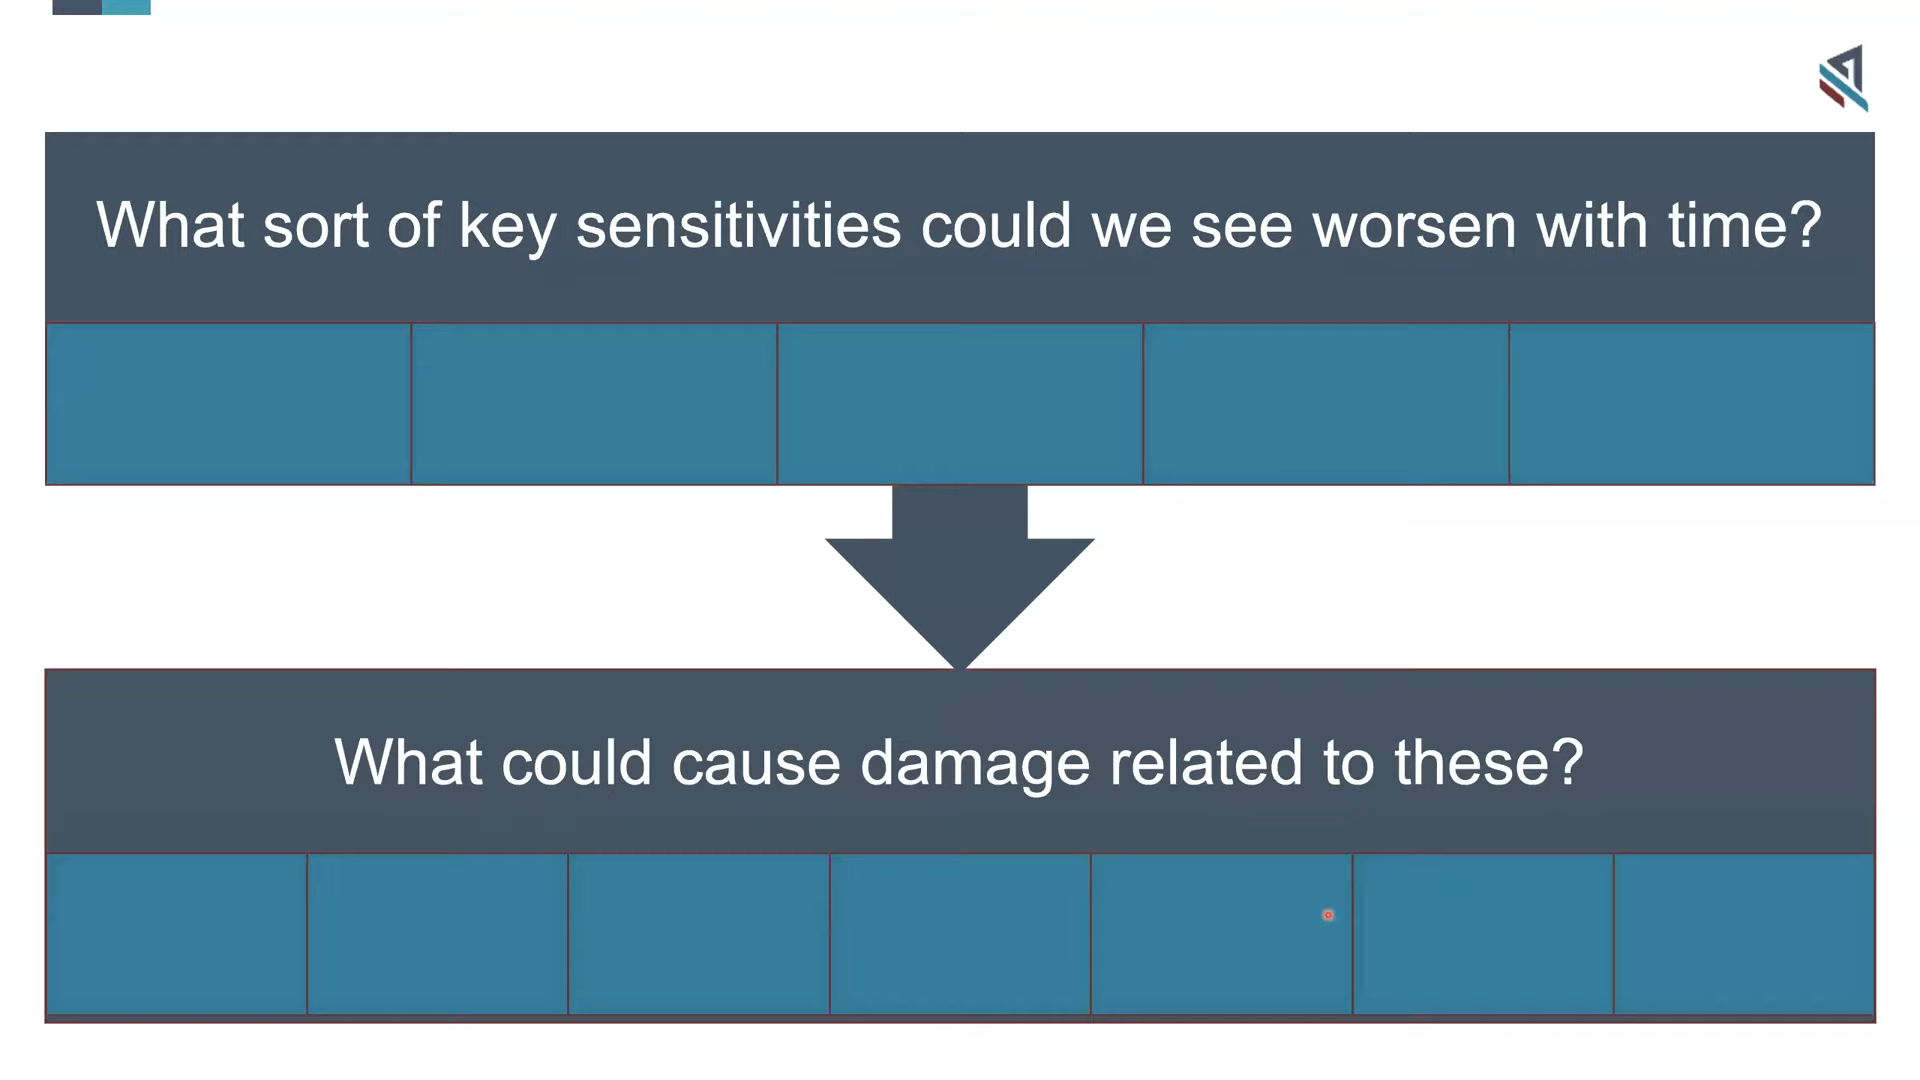 What sort of key sensitivities could we see worsen with time?
What could cause damage related to these?